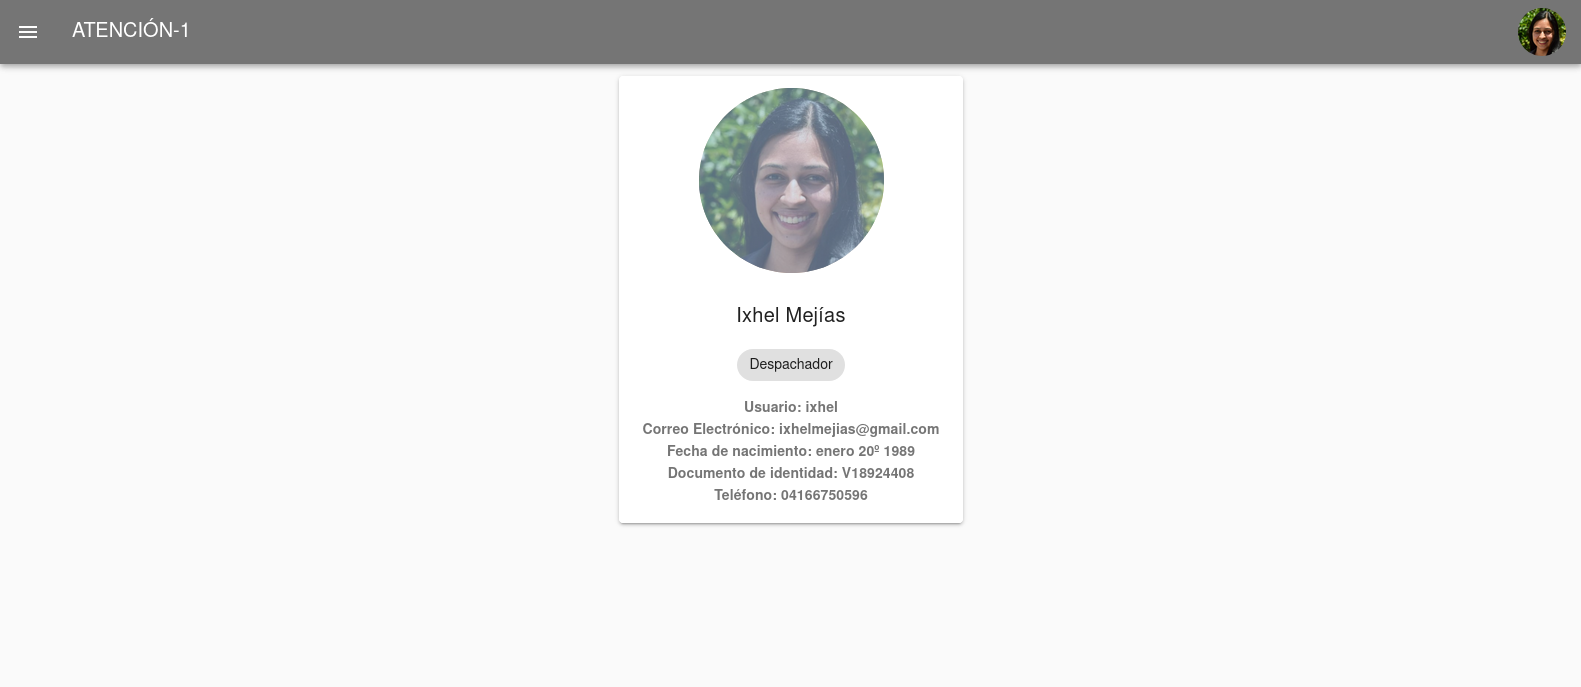 ATENCIÓN-1
Ixhel Mejías
Despachador
Usuario: ixhel
Correo Electrónico: ixhelmejias@gmail.com
Fecha de nacimiento: enero 20º 1989
Documento de identidad: V18924408
Teléfono: 04166750596